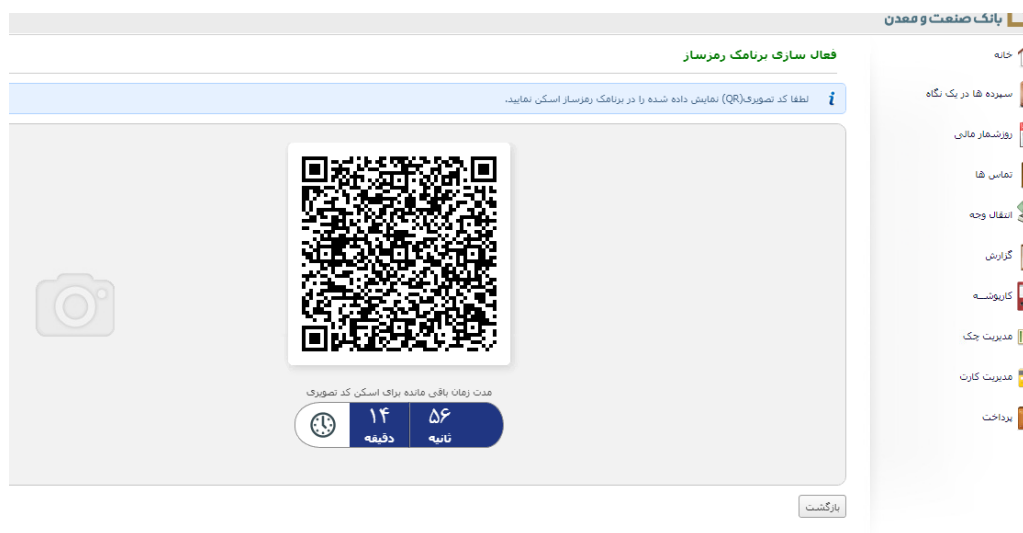 بانک صنعت و معدن
خانه
سپرده ها در یک نگاه
روزشمار مالی
تماس ها
انتقال وجه
گزارش
کارپوشــه
مدیریت چک
مدیریت کارت
پرداخت
فعال سازی برنامک رمزساز
لطفا کد تصویری(QR) نمایش داده شده را در برنامک رمزساز اسکن نمایید.
مدت زمان باقی مانده برای اسکن کد تصویری
۵۶ ۱۴
ثانیه دقیقه
بازگشت